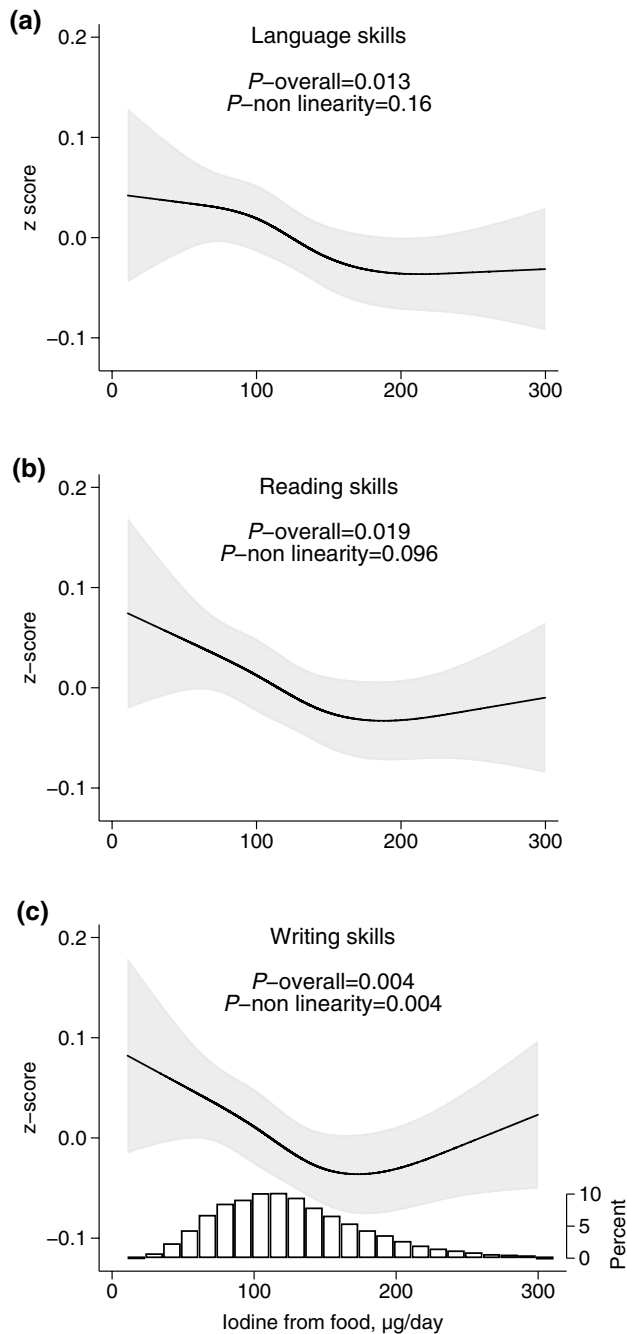 (a)
Language skills
P−overall=0.013
P−non linearity=0.16
z score
0.2
0.1
0.0
−0.1
0 100 200 300
(b)
Reading skills
P−overall=0.019
P−non linearity=0.096
z−score
0.2
0.1
0.0
−0.1
0 100 200 300
(c)
Writing skills
P−overall=0.004
P−non linearity=0.004
z−score
0.2
0.1
0.0
−0.1
10
5
0
Percent
0 100 200 300
Iodine from food, µg/day